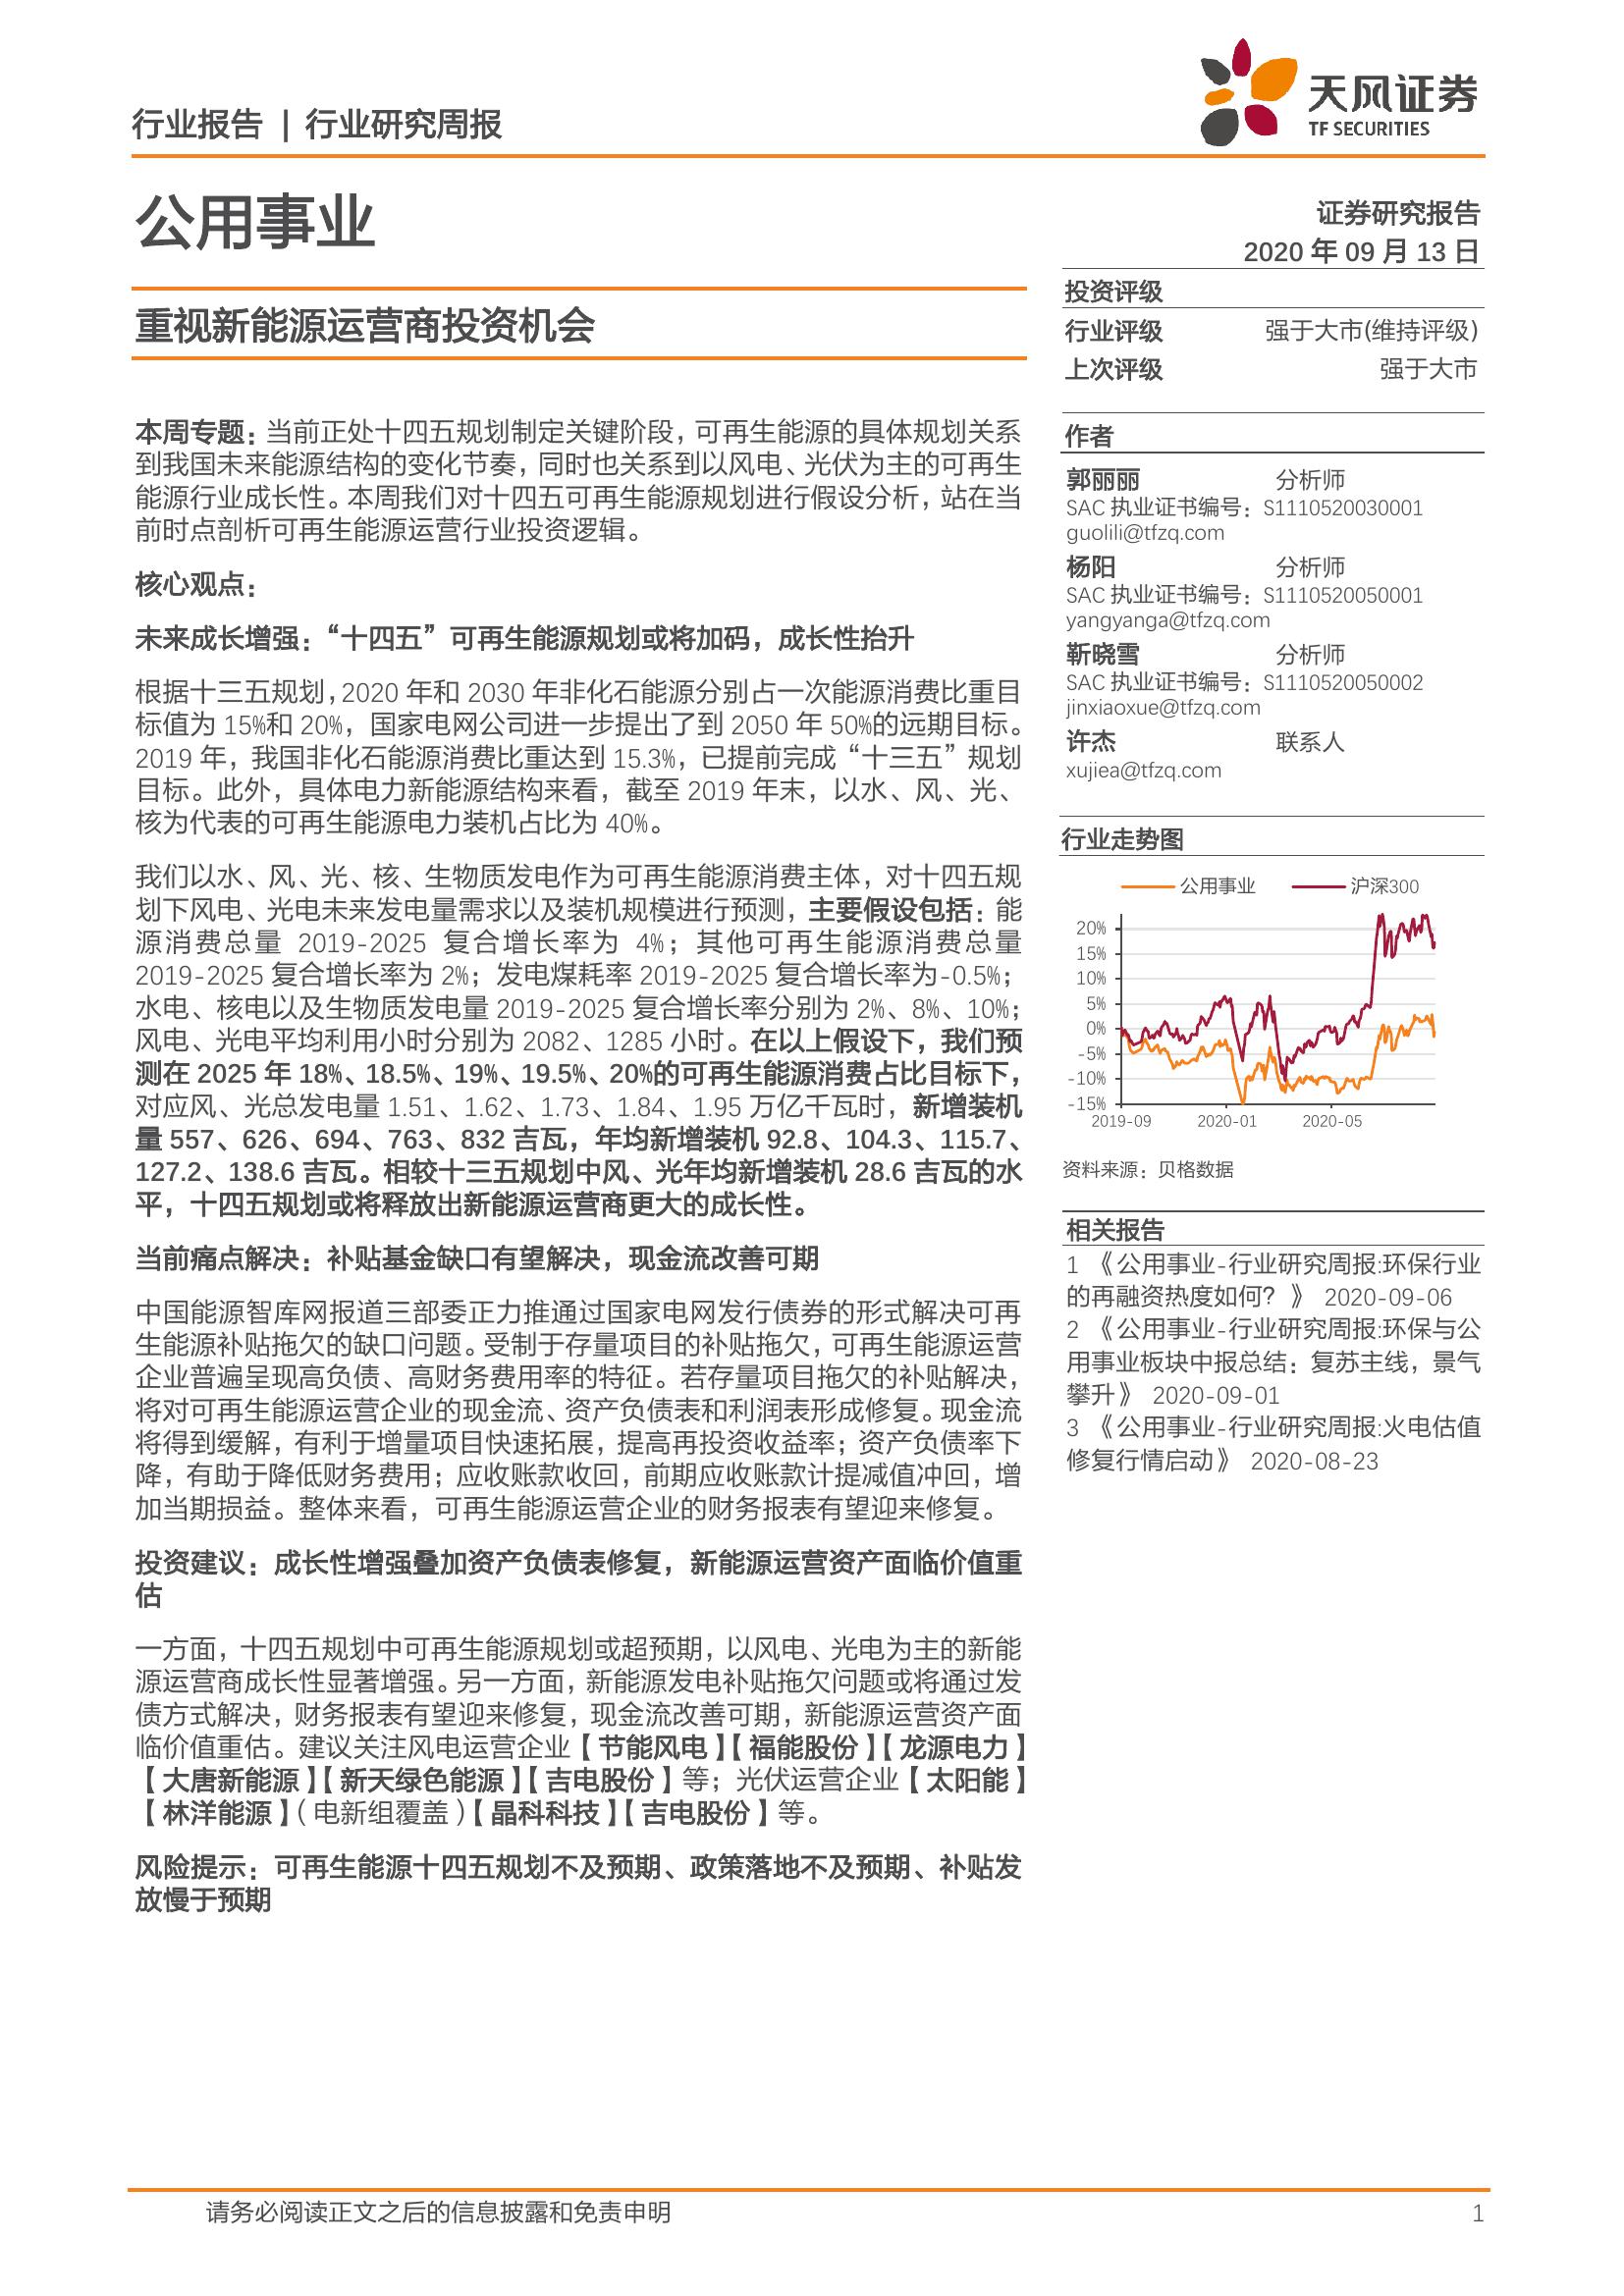 行业报告 | 行业研究周报
天风证券
TF SECURITIES
公用事业
证券研究报告
2020 年 09 月 13 日
重视新能源运营商投资机会
本周专题：当前正处十四五规划制定关键阶段，可再生能源的具体规划关系
到我国未来能源结构的变化节奏，同时也关系到以风电、光伏为主的可再生
能源行业成长性。本周我们对十四五可再生能源规划进行假设分析，站在当
前时点剖析可再生能源运营行业投资逻辑。
核心观点：
未来成长增强：“十四五”可再生能源规划或将加码，成长性抬升
根据十三五规划，2020 年和 2030 年非化石能源分别占一次能源消费比重目
标值为 15%和 20%，国家电网公司进一步提出了到 2050 年 50%的远期目标。
2019 年，我国非化石能源消费比重达到 15.3%，已提前完成“十三五”规划
目标。此外，具体电力新能源结构来看，截至 2019 年末，以水、风、光、
核为代表的可再生能源电力装机占比为 40%。
我们以水、风、光、核、生物质发电作为可再生能源消费主体，对十四五规
划下风电、光电未来发电量需求以及装机规模进行预测，主要假设包括：能
源消费总量 2019-2025 复合增长率为 4%；其他可再生能源消费总量
2019-2025 复合增长率为 2%；发电煤耗率 2019-2025 复合增长率为-0.5%；
水电、核电以及生物质发电量 2019-2025 复合增长率分别为 2%、8%、10%；
风电、光电平均利用小时分别为 2082、1285 小时。在以上假设下，我们预
测在 2025 年 18%、18.5%、19%、19.5%、20%的可再生能源消费占比目标下，
对应风、光总发电量 1.51、1.62、1.73、1.84、1.95 万亿千瓦时，新增装机
量 557、626、694、763、832 吉瓦，年均新增装机 92.8、104.3、115.7、
127.2、138.6 吉瓦。相较十三五规划中风、光年均新增装机 28.6 吉瓦的水
平，十四五规划或将释放出新能源运营商更大的成长性。
当前痛点解决：补贴基金缺口有望解决，现金流改善可期
中国能源智库网报道三部委正力推通过国家电网发行债券的形式解决可再
生能源补贴拖欠的缺口问题。受制于存量项目的补贴拖欠，可再生能源运营
企业普遍呈现高负债、高财务费用率的特征。若存量项目拖欠的补贴解决，
将对可再生能源运营企业的现金流、资产负债表和利润表形成修复。现金流
将得到缓解，有利于增量项目快速拓展，提高再投资收益率；资产负债率下
降，有助于降低财务费用；应收账款收回，前期应收账款计提减值冲回，增
加当期损益。整体来看，可再生能源运营企业的财务报表有望迎来修复。
投资建议：成长性增强叠加资产负债表修复，新能源运营资产面临价值重
估
一方面，十四五规划中可再生能源规划或超预期，以风电、光电为主的新能
源运营商成长性显著增强。另一方面，新能源发电补贴拖欠问题或将通过发
债方式解决，财务报表有望迎来修复，现金流改善可期，新能源运营资产面
临价值重估。建议关注风电运营企业【节能风电】【福能股份】【龙源电力】
【大唐新能源】【新天绿色能源】【吉电股份】等；光伏运营企业【太阳能】
【林洋能源】（电新组覆盖）【晶科科技】【吉电股份】等。
风险提示：可再生能源十四五规划不及预期、政策落地不及预期、补贴发
放慢于预期
投资评级
行业评级 强于大市(维持评级)
上次评级 强于大市
作者
郭丽丽 分析师
SAC 执业证书编号：S1110520030001
guolili@tfzq.com
杨阳 分析师
SAC 执业证书编号：S1110520050001
yangyanga@tfzq.com
靳晓雪 分析师
SAC 执业证书编号：S1110520050002
jinxiaoxue@tfzq.com
许杰 联系人
xujiea@tfzq.com
行业走势图
公用事业 沪深300
20%
15%
10%
5%
0%
-5%
-10%
-15%
2019-09 2020-01 2020-05
资料来源：贝格数据
相关报告
1 《公用事业-行业研究周报:环保行业
的再融资热度如何？》 2020-09-06
2 《公用事业-行业研究周报:环保与公
用事业板块中报总结：复苏主线，景气
攀升》 2020-09-01
3 《公用事业-行业研究周报:火电估值
修复行情启动》 2020-08-23
请务必阅读正文之后的信息披露和免责申明 1